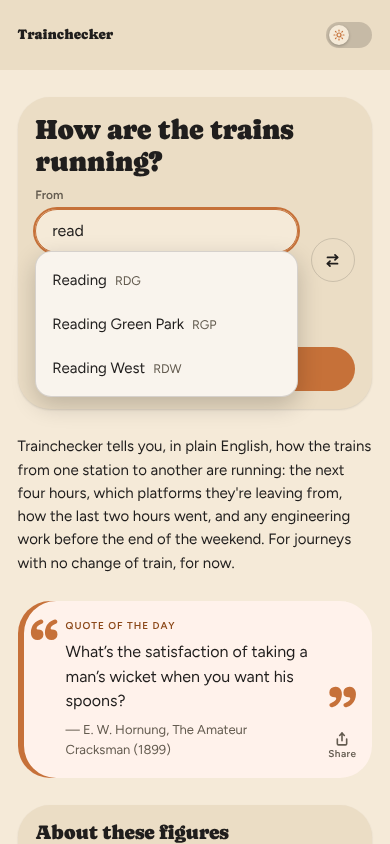 Trainchecker
How are the trains
running?
From
read
Reading RDG
Reading Green Park RGP
Reading West RDW
Trainchecker tells you, in plain English, how the trains
from one station to another are running: the next
four hours, which platforms they're leaving from,
how the last two hours went, and any engineering
work before the end of the weekend. For journeys
with no change of train, for now.
QUOTE OF THE DAY
“
What’s the satisfaction of taking a
man’s wicket when you want his
spoons?
”
— E. W. Hornung, The Amateur
Cracksman (1899)
Share
About these figures